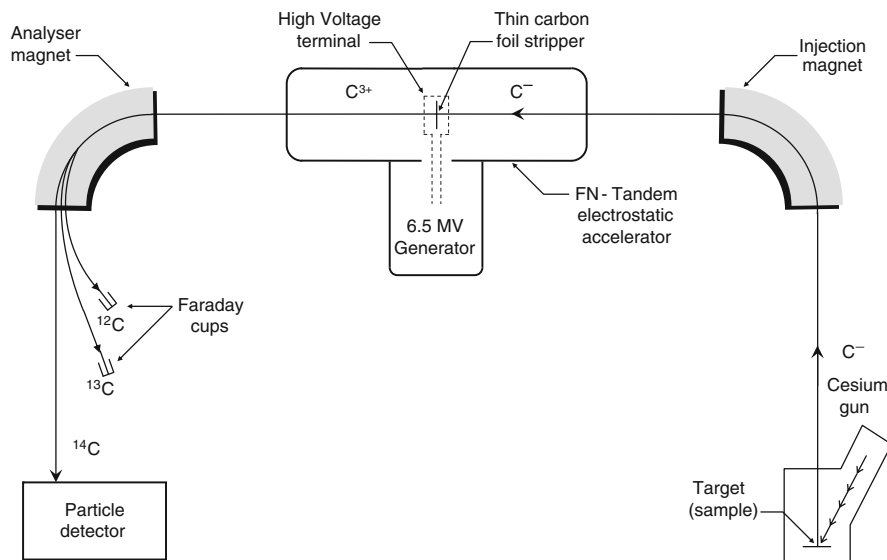 Analyser
magnet
High Voltage
terminal
Thin carbon
foil stripper
Injection
magnet
C³⁺
C⁻
FN - Tandem
electrostatic
accelerator
6.5 MV
Generator
¹²C
Faraday
cups
¹³C
C⁻
Cesium
gun
¹⁴C
Particle
detector
Target
(sample)